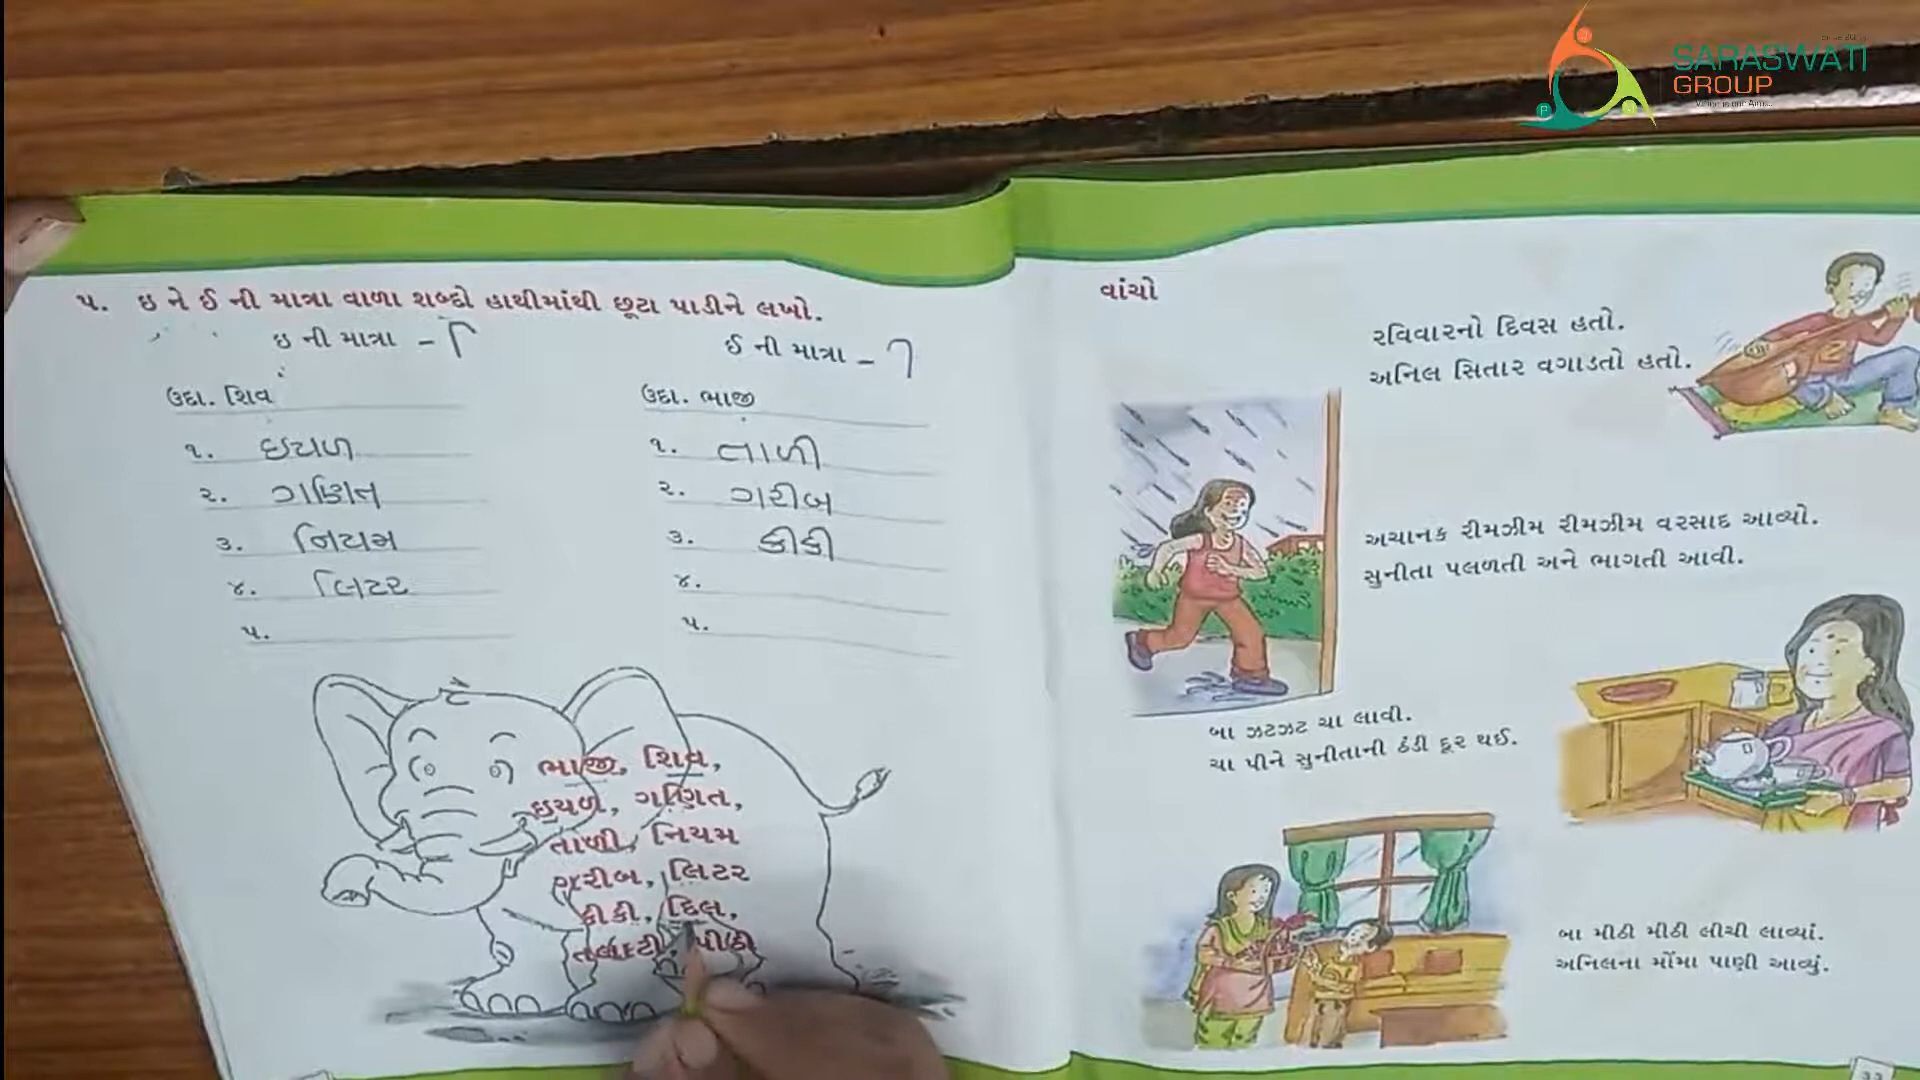 SARASWATI
GROUP
૫. ઇ ને ઈ ની માત્રા વાળા શબ્દો હાથીમાંથી છૂટા પાડીને લખો.
ઇ ની માત્રા - િ
ઈ ની માત્રા - ી
ઉદા. શિવ
ઉદા. ભાજી
૧. ઇયળ
૧. તાળી
૨. ગણિત
૨. ગરીબ
૩. નિયમ
૩. કીકી
૪. લિટર
૪.
૫.
૫.
ભાજી, શિવ,
ઇયળ, ગણિત,
તાળી, નિયમ
ગરીબ, લિટર
કીકી, દિલ,
તલાટી,
વાંચો
રવિવારનો દિવસ હતો.
અનિલ સિતાર વગાડતો હતો.
અચાનક રીમઝીમ રીમઝીમ વરસાદ આવ્યો.
સુનીતા પલળતી અને ભાગતી આવી.
બા ઝટઝટ ચા લાવી.
ચા પીને સુનીતાની ઠંડી દૂર થઈ.
બા મીઠી મીઠી લીચી લાવ્યાં.
અનિલના મોંમા પાણી આવ્યું.